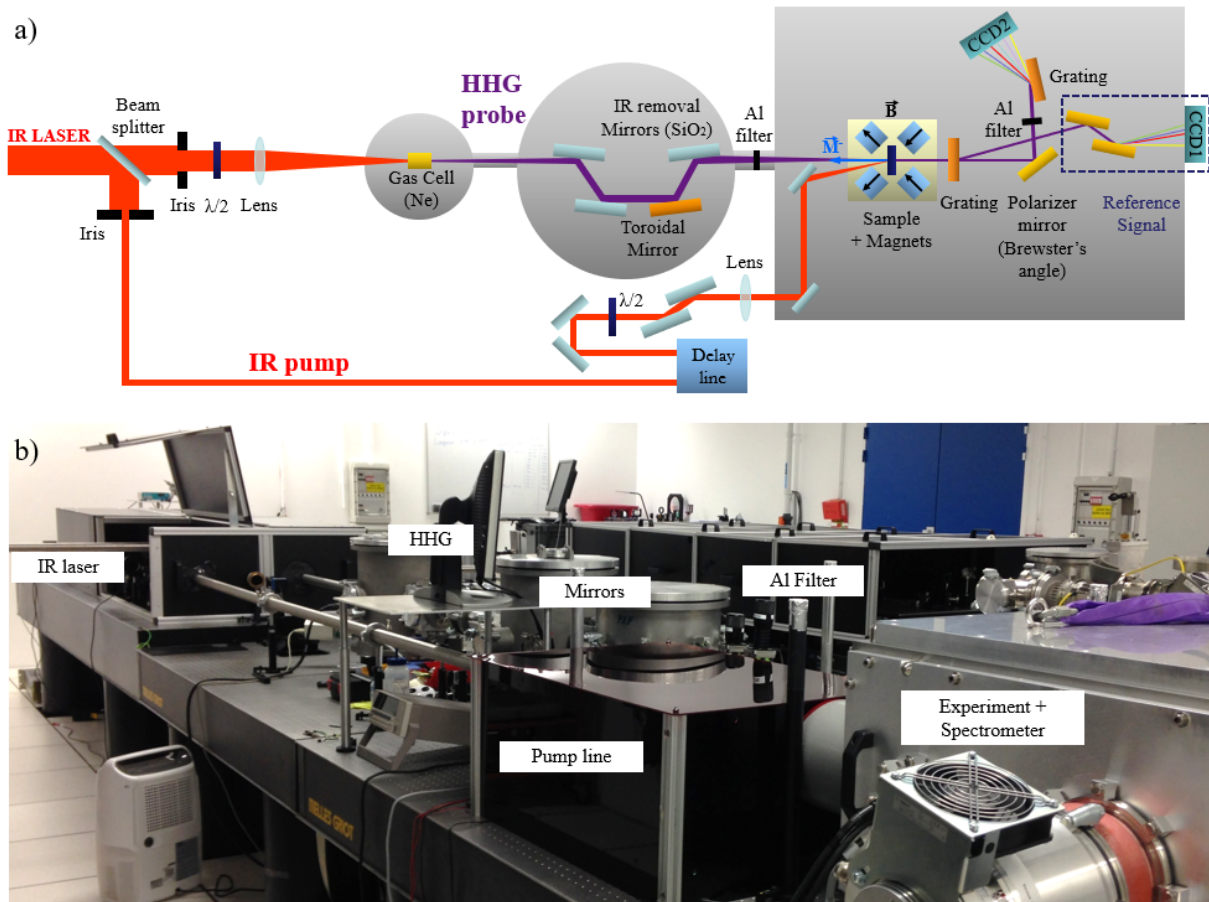 a)
IR LASER
Beam
splitter
Iris
Iris
λ/2
Lens
Gas Cell
(Ne)
HHG
probe
IR removal
Mirrors (SiO₂)
Toroidal
Mirror
Al
filter
M
B
Sample
+ Magnets
Grating
Polarizer
mirror
(Brewster's
angle)
Al
filter
Grating
CCD2
CCD1
Reference
Signal
Lens
λ/2
Delay
line
IR pump
b)
IR laser
HHG
Mirrors
Al Filter
Pump line
Experiment +
Spectrometer
MELLES GRIOT
MELLES GRIOT